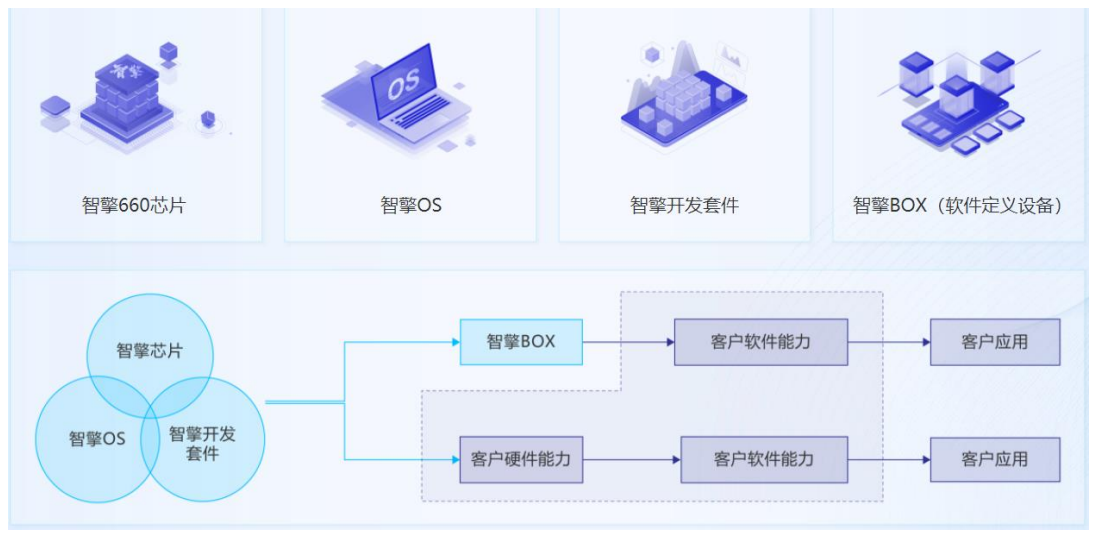 OS
智擎660芯片
智擎OS
智擎开发套件
智擎BOX（软件定义设备）
智擎芯片
智擎OS
智擎开发
套件
智擎BOX
客户软件能力
客户应用
客户硬件能力
客户软件能力
客户应用